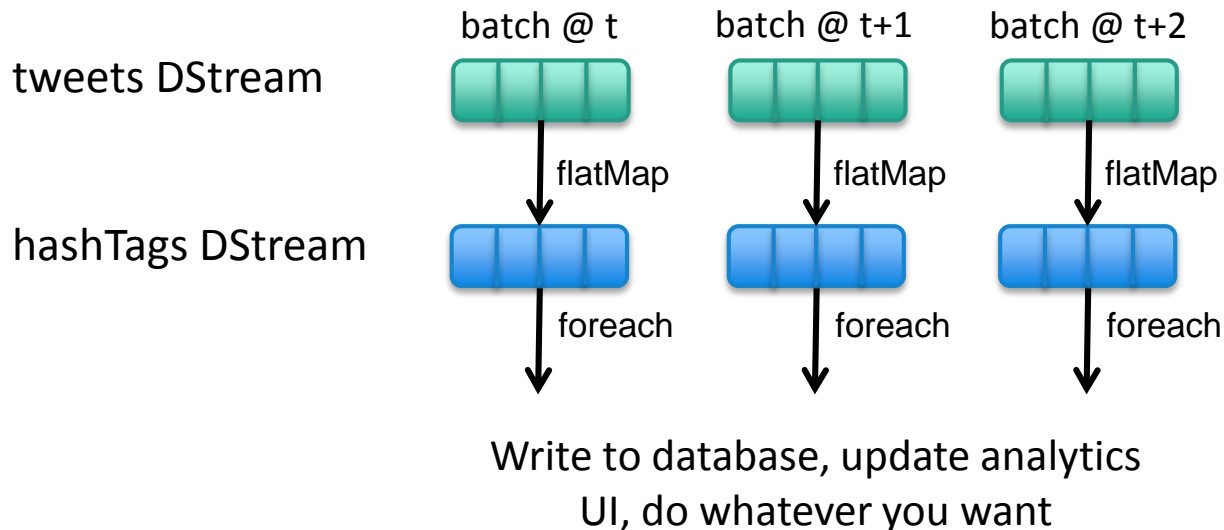 batch @ t
batch @ t+1
batch @ t+2
tweets DStream
flatMap
flatMap
flatMap
hashTags DStream
foreach
foreach
foreach
Write to database, update analytics
UI, do whatever you want